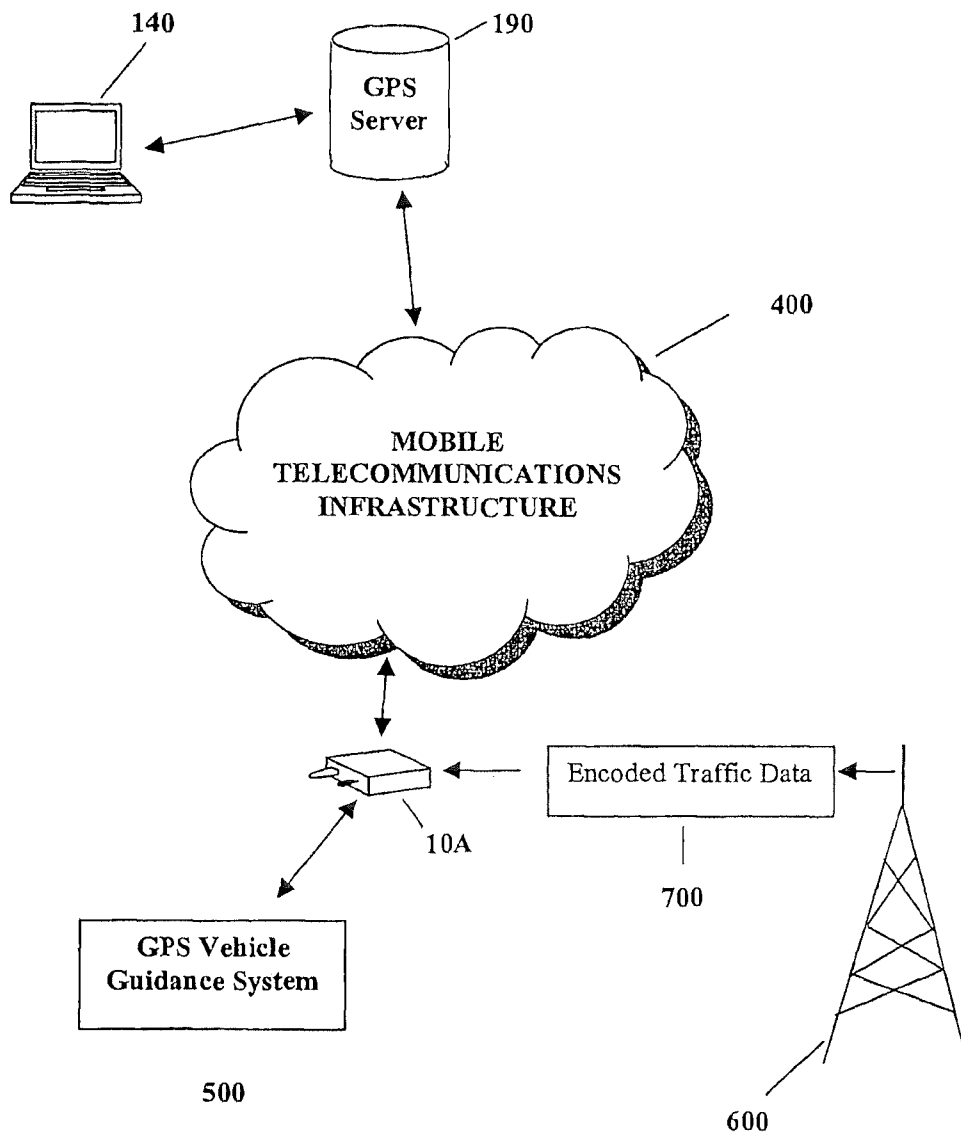 140
190
GPS
Server
400
MOBILE
TELECOMMUNICATIONS
INFRASTRUCTURE
Encoded Traffic Data
10A
700
GPS Vehicle
Guidance System
500
600